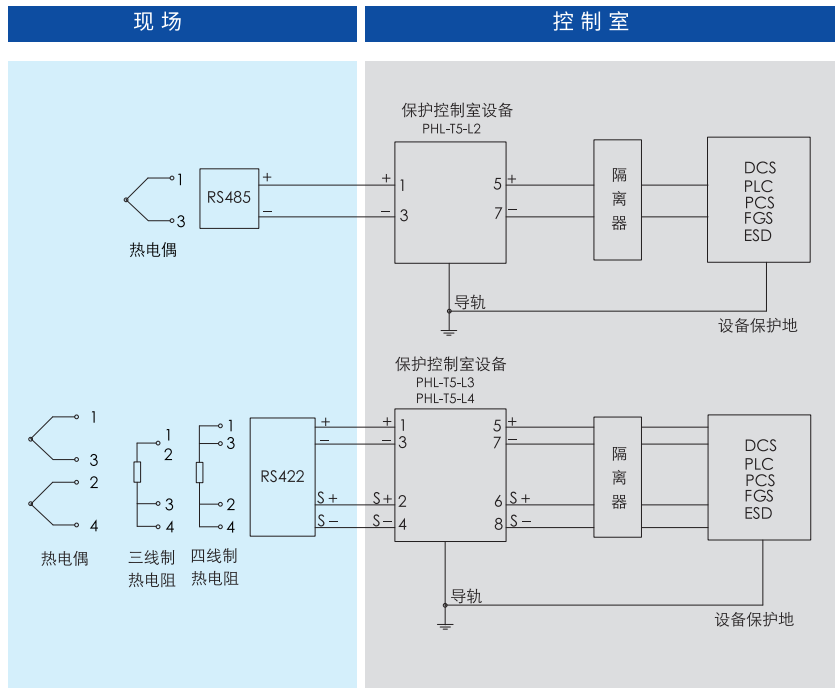 现场
控制室
保护控制室设备
PHL-T5-L2
1
3
热电偶
RS485
+
−
+
−
1
3
5
7
+
−
隔
离
器
DCS
PLC
PCS
FGS
ESD
导轨
设备保护地
保护控制室设备
PHL-T5-L3
PHL-T5-L4
1
3
2
4
热电偶
1
2
3
4
三线制
热电阻
1
3
2
4
四线制
热电阻
RS422
+
−
S+
S−
+
−
S+
S−
1
3
2
4
5
7
6
8
+
−
S+
S−
隔
离
器
DCS
PLC
PCS
FGS
ESD
导轨
设备保护地